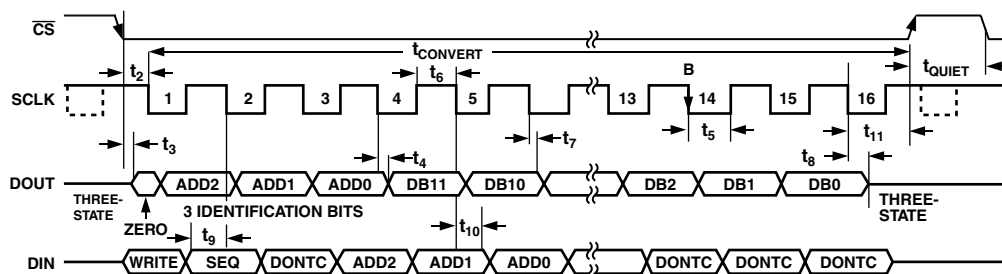 CS
tCONVERT
t2
t6
B
tQUIET
SCLK
1 2 3 4 5 13 14 15 16
t3
t4
t7
t5
t8
t11
DOUT
THREE-STATE
ZERO
ADD2 ADD1 ADD0 DB11 DB10 DB2 DB1 DB0
THREE-STATE
3 IDENTIFICATION BITS
t9
t10
DIN
WRITE SEQ DONTC ADD2 ADD1 ADD0 DONTC DONTC DONTC